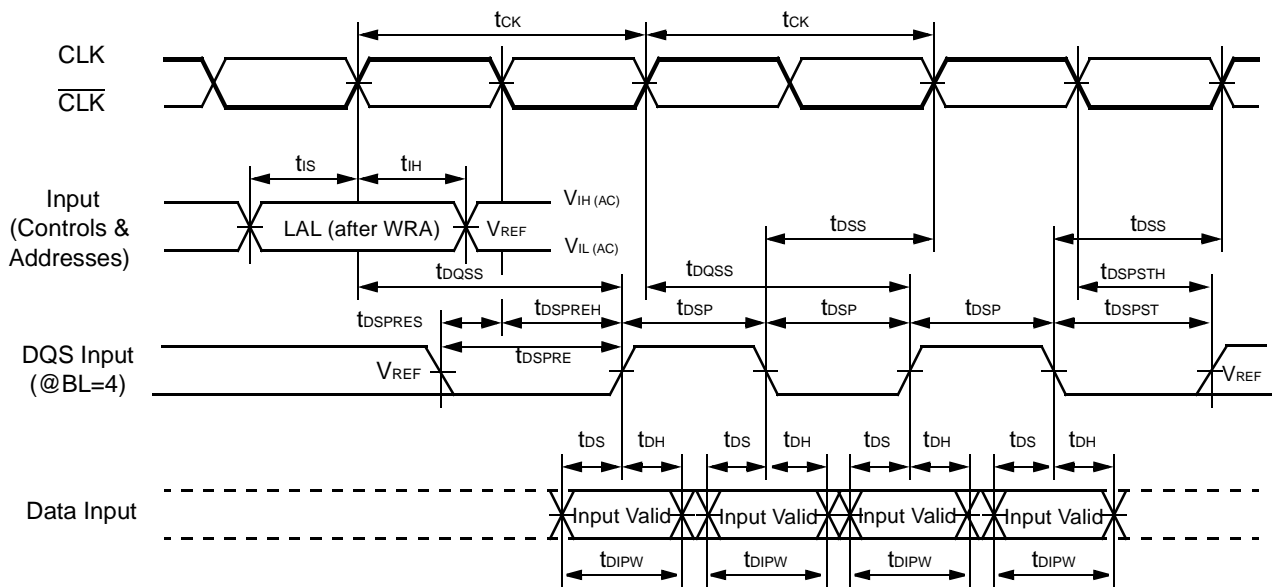 tCK tCK
CLK
CLK
tIS tIH
Input
(Controls &
Addresses)
LAL (after WRA)
VIH (AC)
VREF
VIL (AC)
tDSS tDSS
tDQSS tDQSS tDSPSTH
tDSPRES tDSPREH tDSP tDSP tDSP tDSPST
tDSPRE
DQS Input
(@BL=4)
VREF VREF
tDS tDH tDS tDH tDS tDH tDS tDH
Data Input
Input Valid Input Valid Input Valid Input Valid
tDIPW tDIPW tDIPW tDIPW